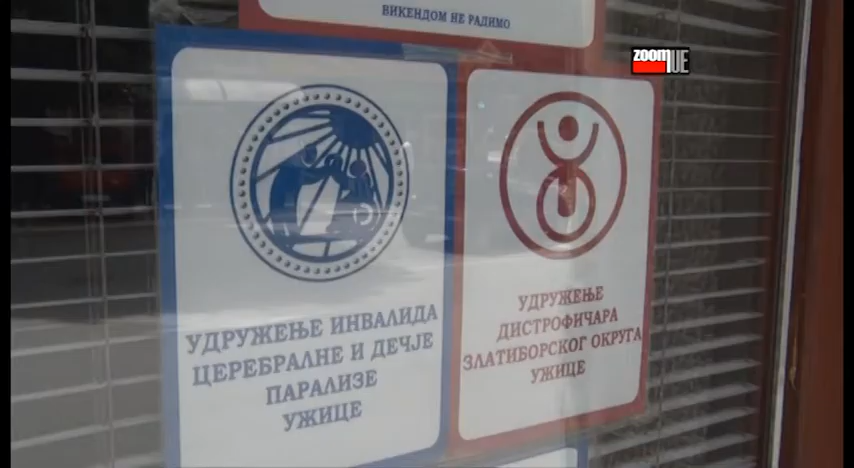 ВИКЕНДОМ НЕ РАДИМО
zoom
UE
УДРУЖЕЊЕ ИНВАЛИДА
ЦЕРЕБРАЛНЕ И ДЕЧЈЕ
ПАРАЛИЗЕ
УЖИЦЕ
УДРУЖЕЊЕ
ДИСТРОФИЧАРА
ЗЛАТИБОРСКОГ ОКРУГА
УЖИЦЕ